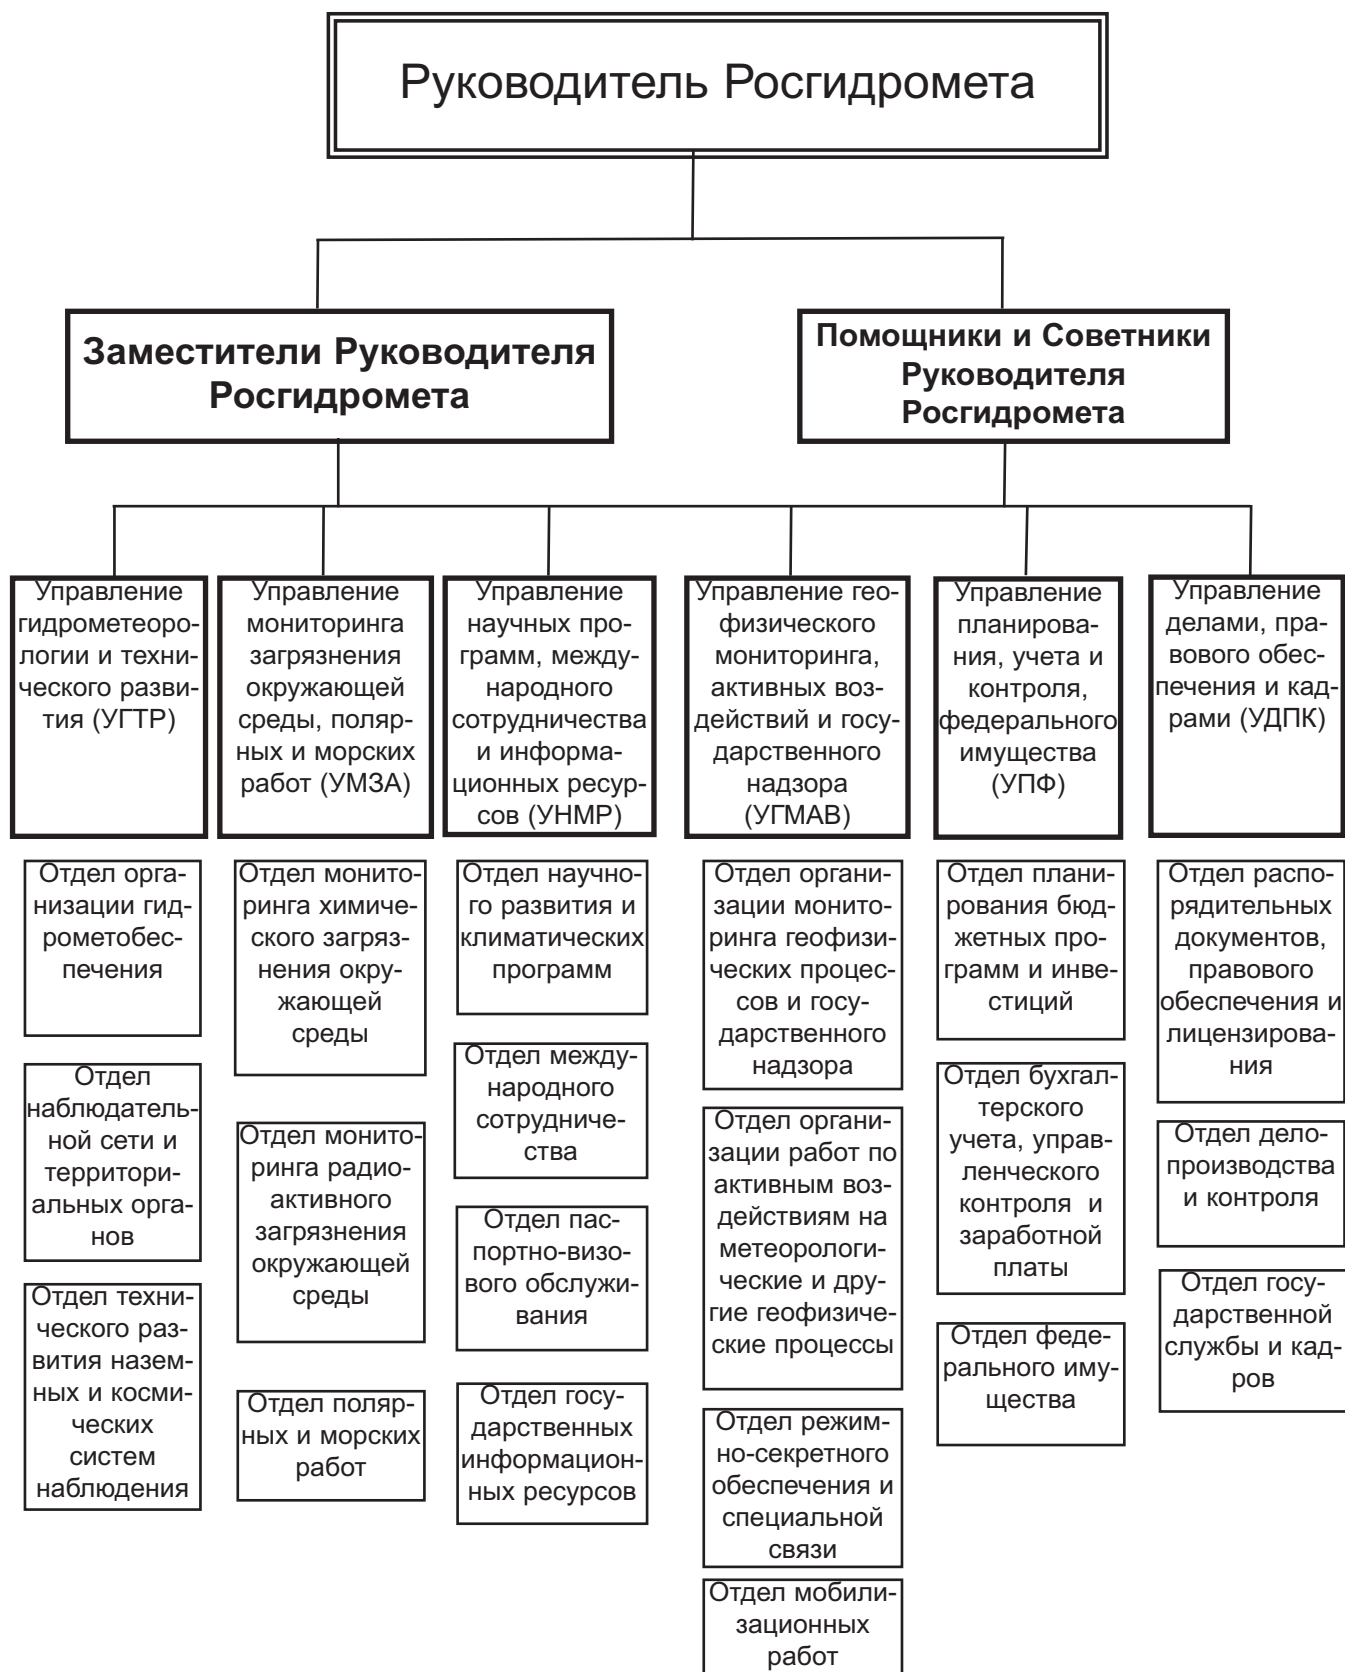 Руководитель Росгидромета
Заместители Руководителя
Росгидромета
Помощники и Советники
Руководителя
Росгидромета
Управление
гидрометеоро-
логии и техни-
ческого разви-
тия (УГТР)
Управление
мониторинга
загрязнения
окружающей
среды, поляр-
ных и морских
работ (УМЗА)
Управление
научных про-
грамм, между-
народного
сотрудничества
и информа-
ционных ресур-
сов (УНМР)
Управление гео-
физического
мониторинга,
активных воз-
действий и госу-
дарственного
надзора
(УГМАВ)
Управление
планирова-
ния, учета и
контроля,
федерального
имущества
(УПФ)
Управление
делами, пра-
вового обес-
печения и кад-
рами (УДПК)
Отдел орга-
низации гид-
рометобес-
печения
Отдел
наблюдатель-
ной сети и
территори-
альных орга-
нов
Отдел техни-
ческого раз-
вития назем-
ных и косми-
ческих
систем
наблюдения
Отдел монито-
ринга химиче-
ского загряз-
нения окру-
жающей
среды
Отдел монито-
ринга радио-
активного
загрязнения
окружающей
среды
Отдел поляр-
ных и морских
работ
Отдел научно-
го развития и
климатических
программ
Отдел между-
народного
сотрудниче-
ства
Отдел пас-
портно-визо-
вого обслужи-
вания
Отдел госу-
дарственных
информацион-
ных ресурсов
Отдел органи-
зации монито-
ринга геофизи-
ческих процес-
сов и госу-
дарственного
надзора
Отдел органи-
зации работ по
активным воз-
действиям на
метеорологи-
ческие и дру-
гие геофизиче-
ские процессы
Отдел режим-
но-секретного
обеспечения и
специальной
связи
Отдел мобили-
зационных
работ
Отдел плани-
рования бюд-
жетных про-
грамм и инве-
стиций
Отдел бухгал-
терского
учета, управ-
ленческого
контроля и
заработной
платы
Отдел феде-
рального иму-
щества
Отдел распо-
рядительных
документов,
правового
обеспечения и
лицензирова-
ния
Отдел дело-
производства
и контроля
Отдел госу-
дарственной
службы и кад-
ров